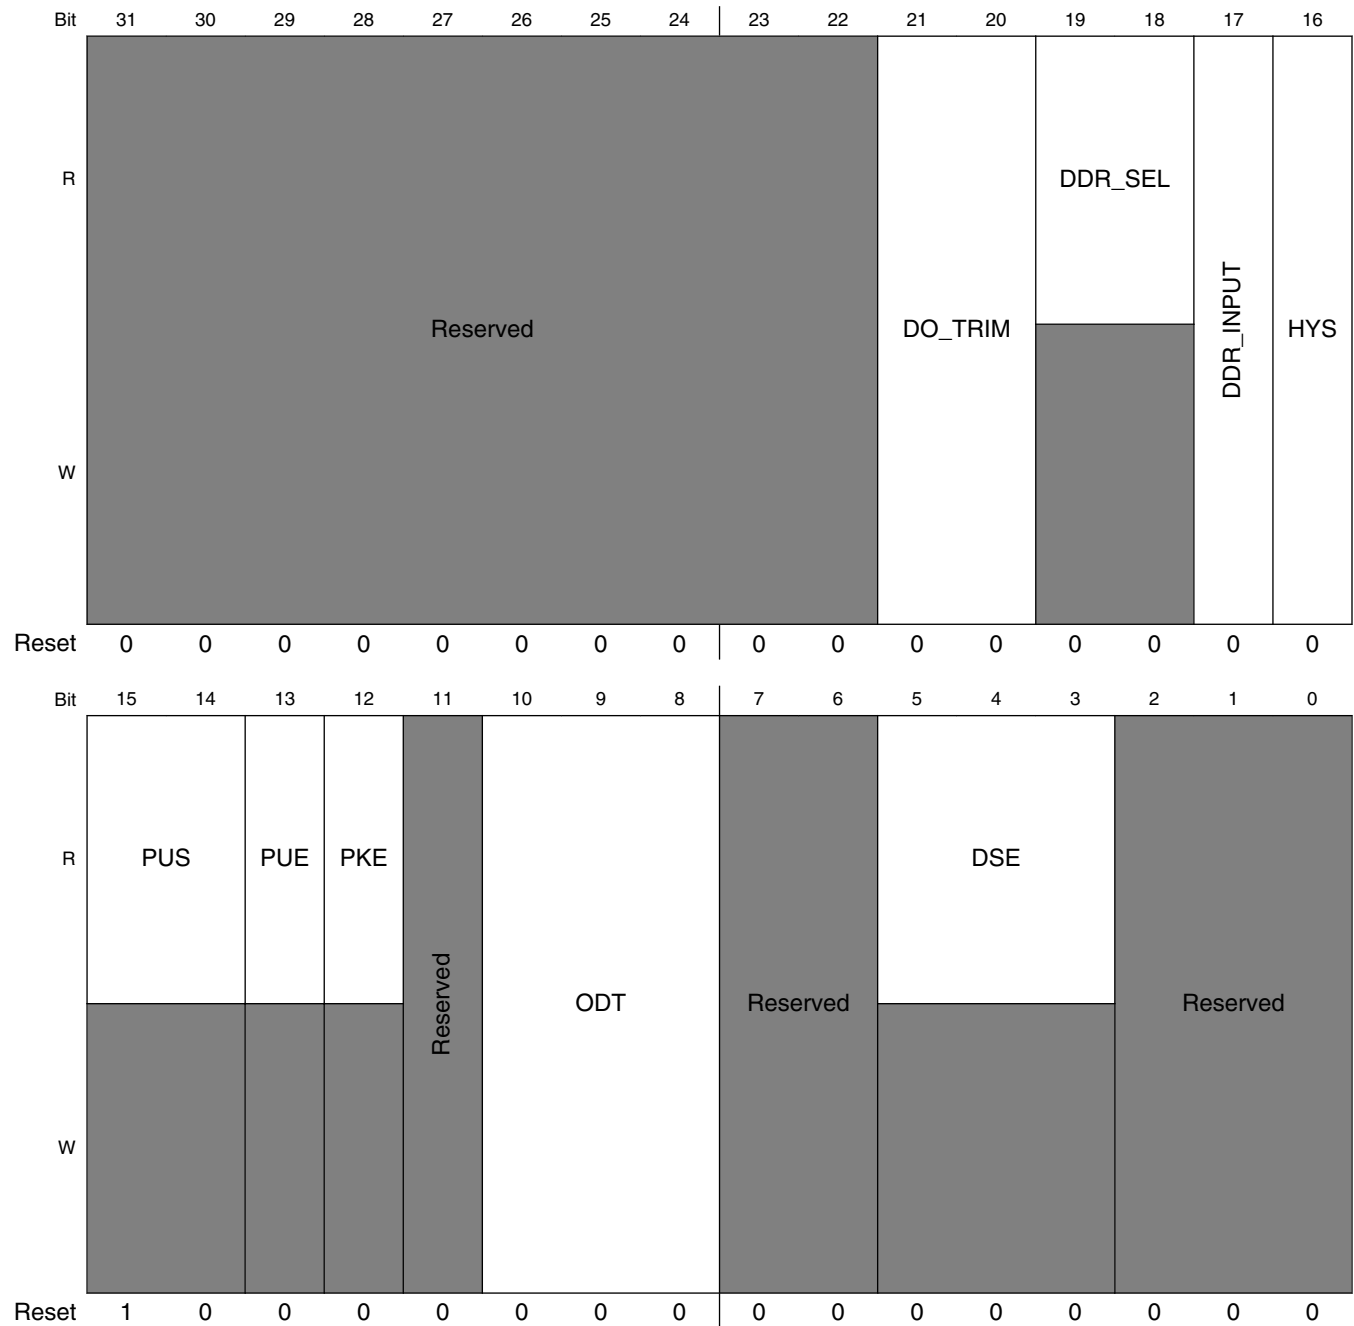 Bit 31 30 29 28 27 26 25 24 23 22 21 20 19 18 17 16
R DDR_SEL
Reserved DO_TRIM DDR_INPUT HYS
W
Reset 0 0 0 0 0 0 0 0 0 0 0 0 0 0 0 0
Bit 15 14 13 12 11 10 9 8 7 6 5 4 3 2 1 0
R PUS PUE PKE DSE
Reserved ODT Reserved Reserved
W
Reset 1 0 0 0 0 0 0 0 0 0 0 0 0 0 0 0